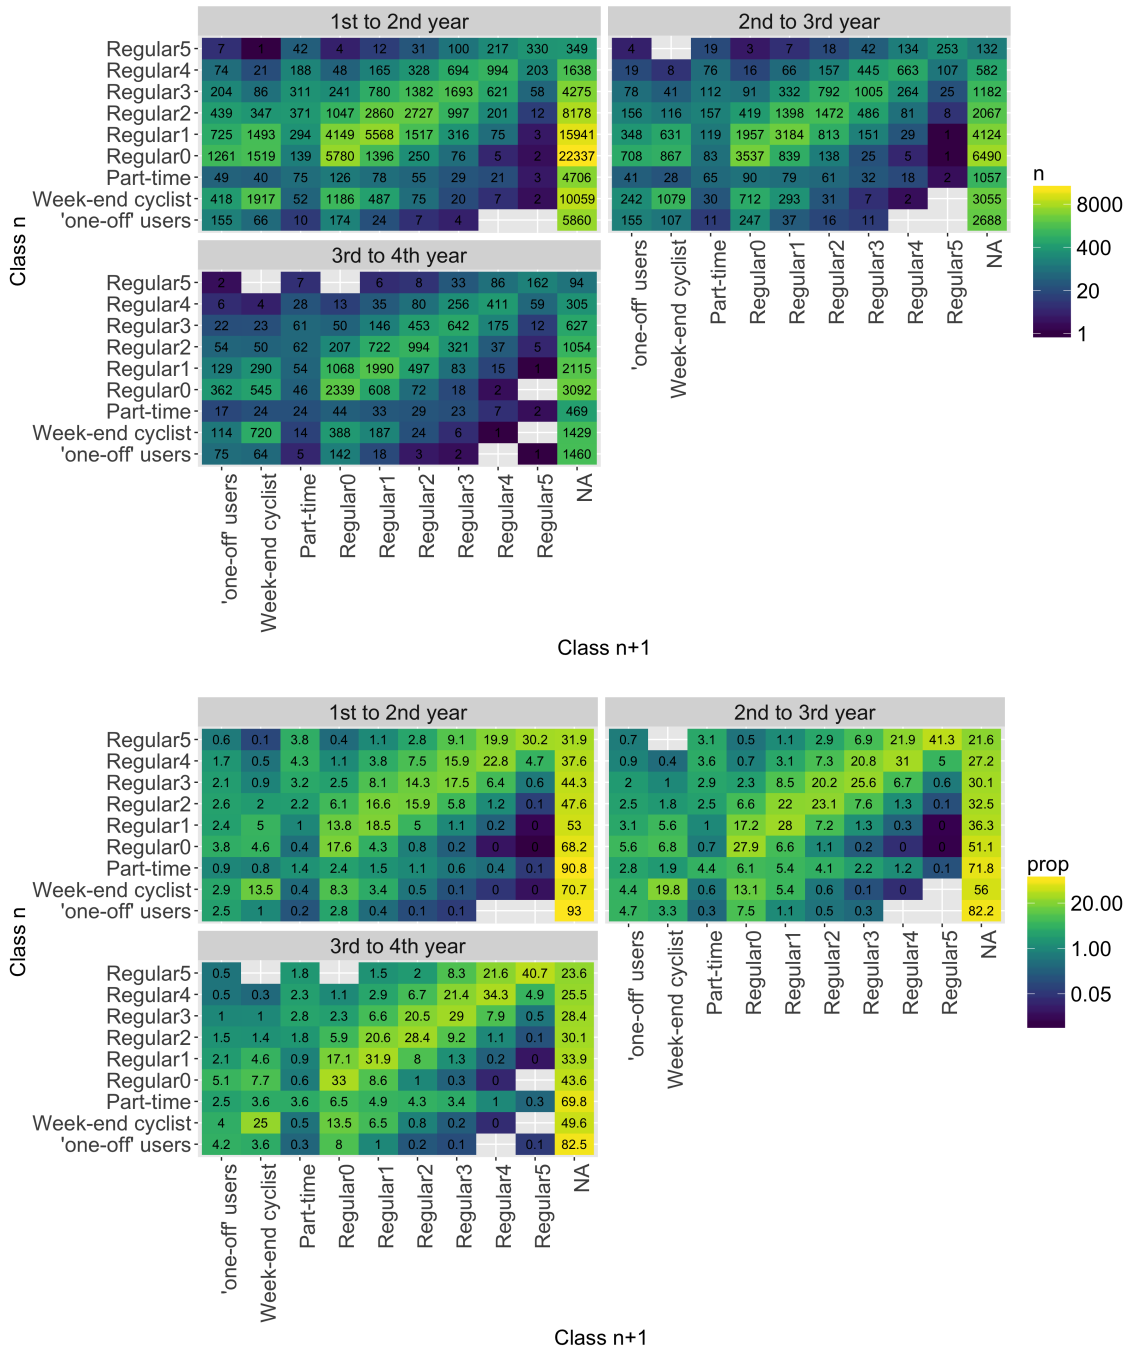 1st to 2nd year
2nd to 3rd year
Regular5 7 1 42 4 12 31 100 217 330 349 4 19 3 7 18 42 134 253 132
Regular4 74 21 188 48 165 328 694 994 203 1638 19 8 76 16 66 157 445 663 107 582
Regular3 204 86 311 241 780 1382 1693 621 58 4275 78 41 112 91 332 792 1005 264 25 1182
Regular2 439 347 371 1047 2860 2727 997 201 12 8178 156 116 157 419 1398 1472 486 81 8 2067
Regular1 725 1493 294 4149 5568 1517 316 75 3 15941 348 631 119 1957 3184 813 151 29 1 4124
Regular0 1261 1519 139 5780 1396 250 76 5 2 22337 708 867 83 3537 839 138 25 5 1 6490
Part-time 49 40 75 126 78 55 29 21 3 4706 41 28 65 90 79 61 32 18 2 1057
Week-end cyclist 418 1917 52 1186 487 75 20 7 2 10059 242 1079 30 712 293 31 7 2 3055
'one-off' users 155 66 10 174 24 7 4 5860 155 107 11 247 37 16 11 2688
n
8000
400
20
1
'one-off' users
Week-end cyclist
Part-time
Regular0
Regular1
Regular2
Regular3
Regular4
Regular5
NA
3rd to 4th year
Regular5 2 7 6 8 33 86 162 94
Regular4 6 4 28 13 35 80 256 411 59 305
Regular3 22 23 61 50 146 453 642 175 12 627
Regular2 54 50 62 207 722 994 321 37 5 1054
Regular1 129 290 54 1068 1990 497 83 15 1 2115
Regular0 362 545 46 2339 608 72 18 2 3092
Part-time 17 24 24 44 33 29 23 7 2 469
Week-end cyclist 114 720 14 388 187 24 6 1 1429
'one-off' users 75 64 5 142 18 3 2 1 1460
'one-off' users
Week-end cyclist
Part-time
Regular0
Regular1
Regular2
Regular3
Regular4
Regular5
NA
Class n
Class n+1
1st to 2nd year
2nd to 3rd year
Regular5 0.6 0.1 3.8 0.4 1.1 2.8 9.1 19.9 30.2 31.9 0.7 3.1 0.5 1.1 2.9 6.9 21.9 41.3 21.6
Regular4 1.7 0.5 4.3 1.1 3.8 7.5 15.9 22.8 4.7 37.6 0.9 0.4 3.6 0.7 3.1 7.3 20.8 31 5 27.2
Regular3 2.1 0.9 3.2 2.5 8.1 14.3 17.5 6.4 0.6 44.3 2 1 2.9 2.3 8.5 20.2 25.6 6.7 0.6 30.1
Regular2 2.6 2 2.2 6.1 16.6 15.9 5.8 1.2 0.1 47.6 2.5 1.8 2.5 6.6 22 23.1 7.6 1.3 0.1 32.5
Regular1 2.4 5 1 13.8 18.5 5 1.1 0.2 0 53 3.1 5.6 1 17.2 28 7.2 1.3 0.3 0 36.3
Regular0 3.8 4.6 0.4 17.6 4.3 0.8 0.2 0 0 68.2 5.6 6.8 0.7 27.9 6.6 1.1 0.2 0 0 51.1
Part-time 0.9 0.8 1.4 2.4 1.5 1.1 0.6 0.4 0.1 90.8 2.8 1.9 4.4 6.1 5.4 4.1 2.2 1.2 0.1 71.8
Week-end cyclist 2.9 13.5 0.4 8.3 3.4 0.5 0.1 0 0 70.7 4.4 19.8 0.6 13.1 5.4 0.6 0.1 0 56
'one-off' users 2.5 1 0.2 2.8 0.4 0.1 0.1 93 4.7 3.3 0.3 7.5 1.1 0.5 0.3 82.2
prop
20.00
1.00
0.05
'one-off' users
Week-end cyclist
Part-time
Regular0
Regular1
Regular2
Regular3
Regular4
Regular5
NA
3rd to 4th year
Regular5 0.5 1.8 1.5 2 8.3 21.6 40.7 23.6
Regular4 0.5 0.3 2.3 1.1 2.9 6.7 21.4 34.3 4.9 25.5
Regular3 1 1 2.8 2.3 6.6 20.5 29 7.9 0.5 28.4
Regular2 1.5 1.4 1.8 5.9 20.6 28.4 9.2 1.1 0.1 30.1
Regular1 2.1 4.6 0.9 17.1 31.9 8 1.3 0.2 0 33.9
Regular0 5.1 7.7 0.6 33 8.6 1 0.3 0 43.6
Part-time 2.5 3.6 3.6 6.5 4.9 4.3 3.4 1 0.3 69.8
Week-end cyclist 4 25 0.5 13.5 6.5 0.8 0.2 0 49.6
'one-off' users 4.2 3.6 0.3 8 1 0.2 0.1 0.1 82.5
'one-off' users
Week-end cyclist
Part-time
Regular0
Regular1
Regular2
Regular3
Regular4
Regular5
NA
Class n
Class n+1